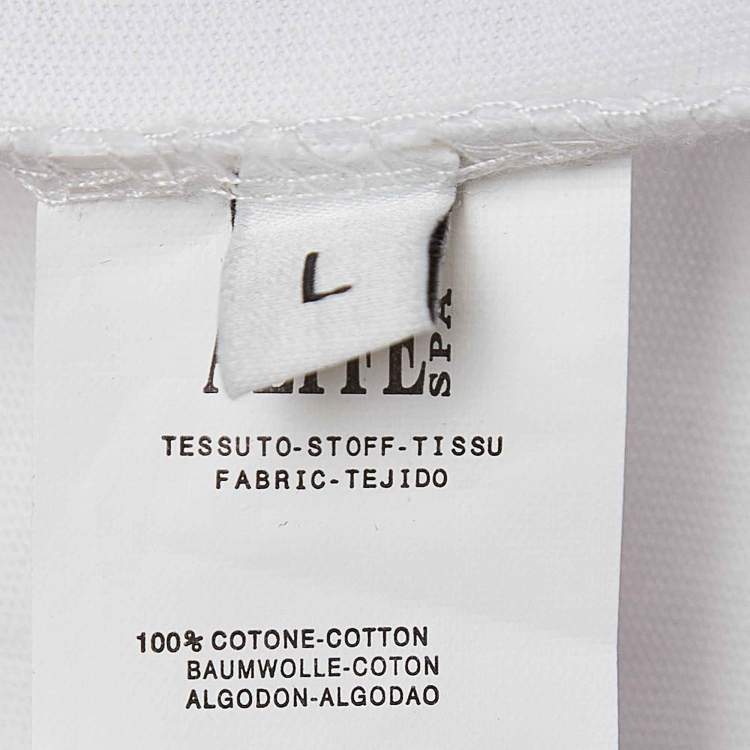 L
SPA
TESSUTO-STOFF-TISSU
FABRIC-TEJIDO
100% COTONE-COTTON
BAUMWOLLE-COTON
ALGODON-ALGODAO